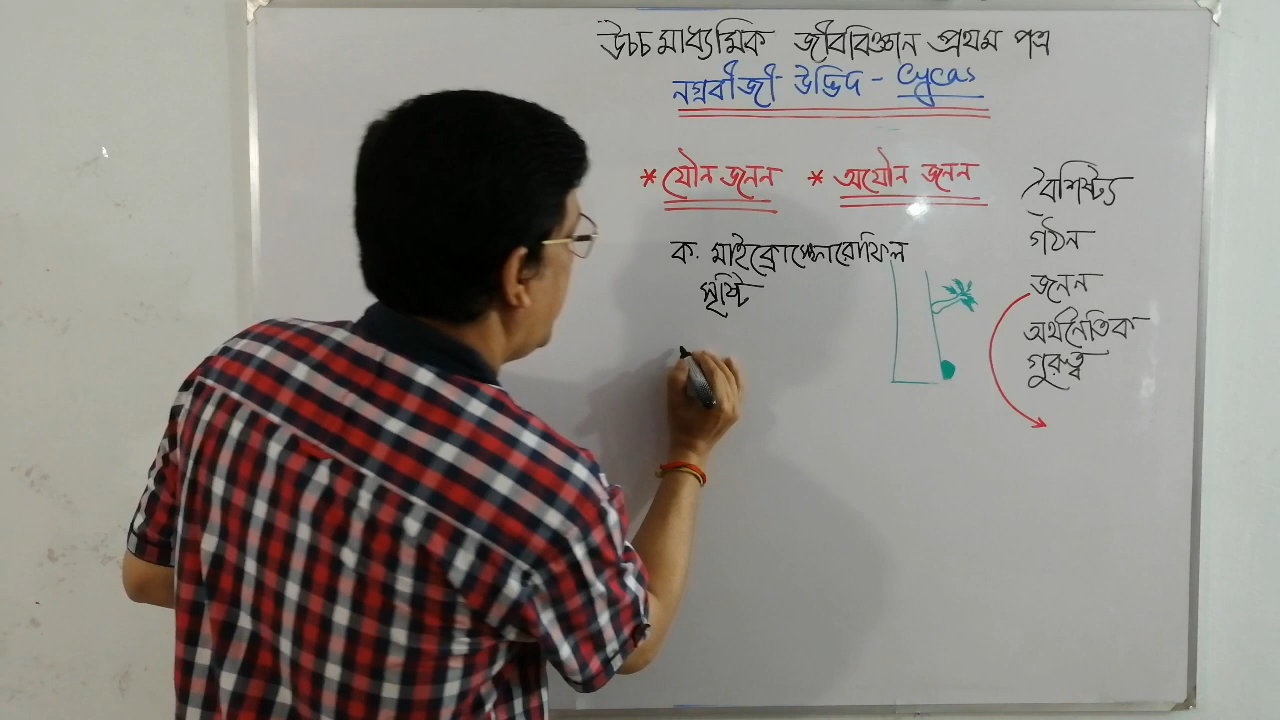 উচ্চ মাধ্যমিক জীববিজ্ঞান প্রথম পত্র
নগ্নবীজী উদ্ভিদ - Cycas
* যৌন জনন * অযৌন জনন
ক. মাইক্রোস্পোরোফিল
সৃষ্টি
বৈশিষ্ট্য
গঠন
জনন
অর্থনৈতিক
গুরুত্ব